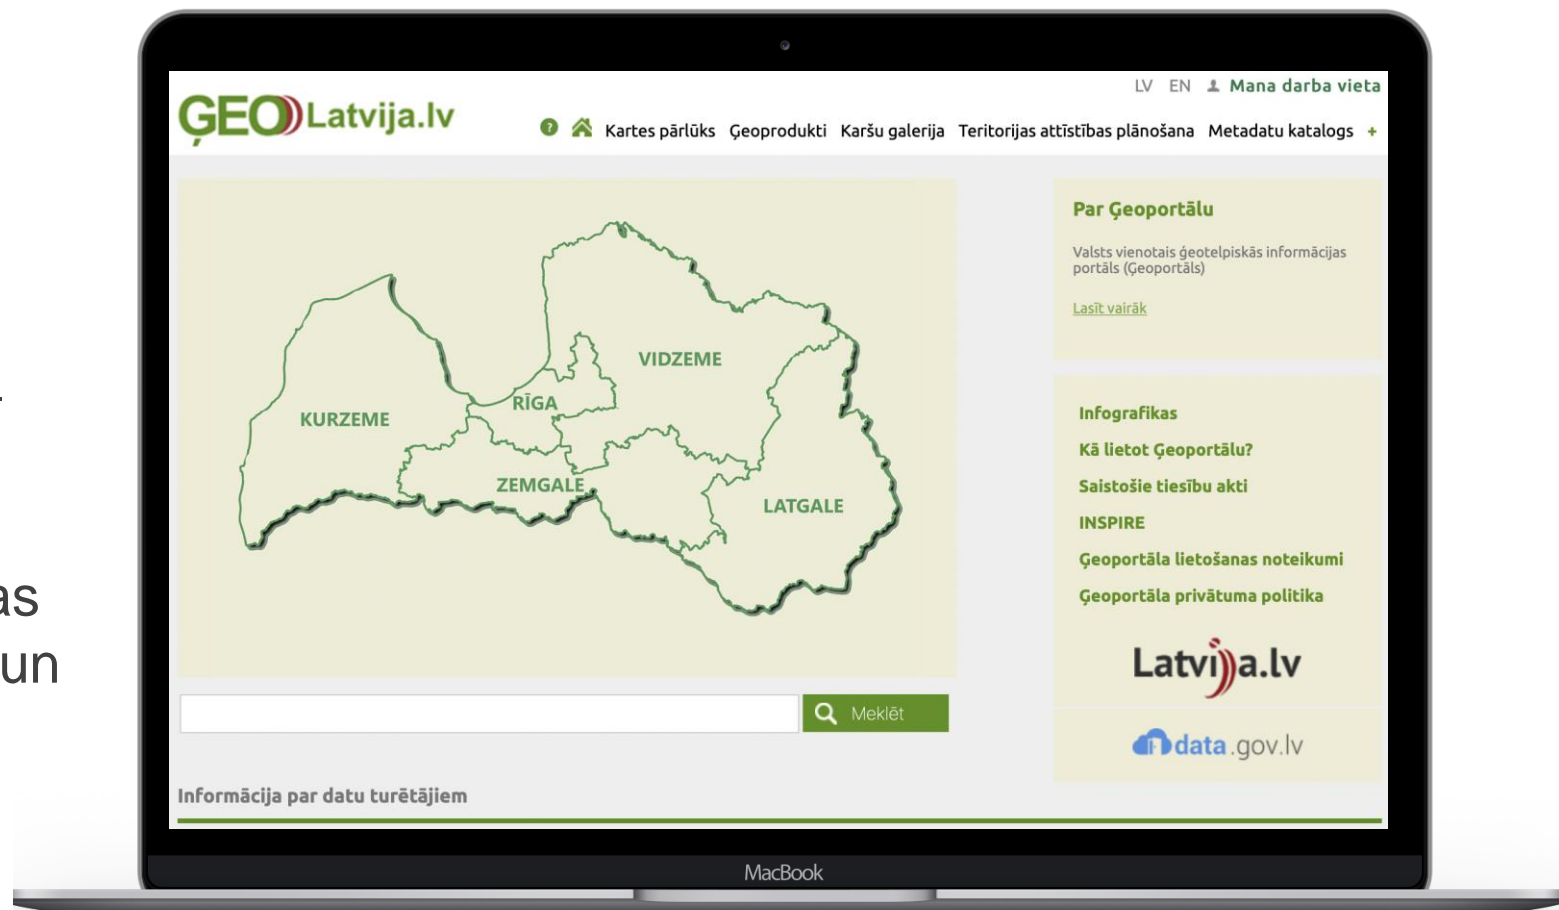 LV EN Mana darba vieta
ĢEO Latvija.lv
? Kartes pārlūks Ģeoprodukti Karšu galerija Teritorijas attīstības plānošana Metadatu katalogs +
VIDZEME
RĪGA
KURZEME
ZEMGALE
LATGALE
Par Ģeoportālu
Valsts vienotais ģeotelpiskās informācijas
portāls (Ģeoportāls)
Lasīt vairāk
Infografikas
Kā lietot Ģeoportālu?
Saistošie tiesību akti
INSPIRE
Ģeoportāla lietošanas noteikumi
Ģeoportāla privātuma politika
Latvija.lv
data.gov.lv
Meklēt
Informācija par datu turētājiem
as
un
MacBook